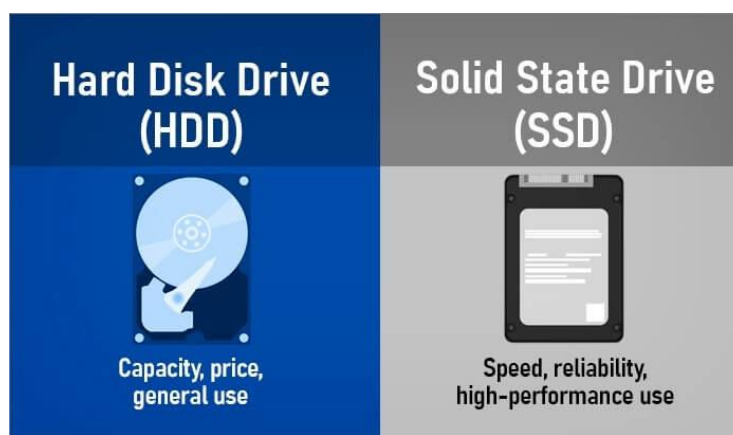 Hard Disk Drive
(HDD)
Capacity, price,
general use
Solid State Drive
(SSD)
Speed, reliability,
high-performance use